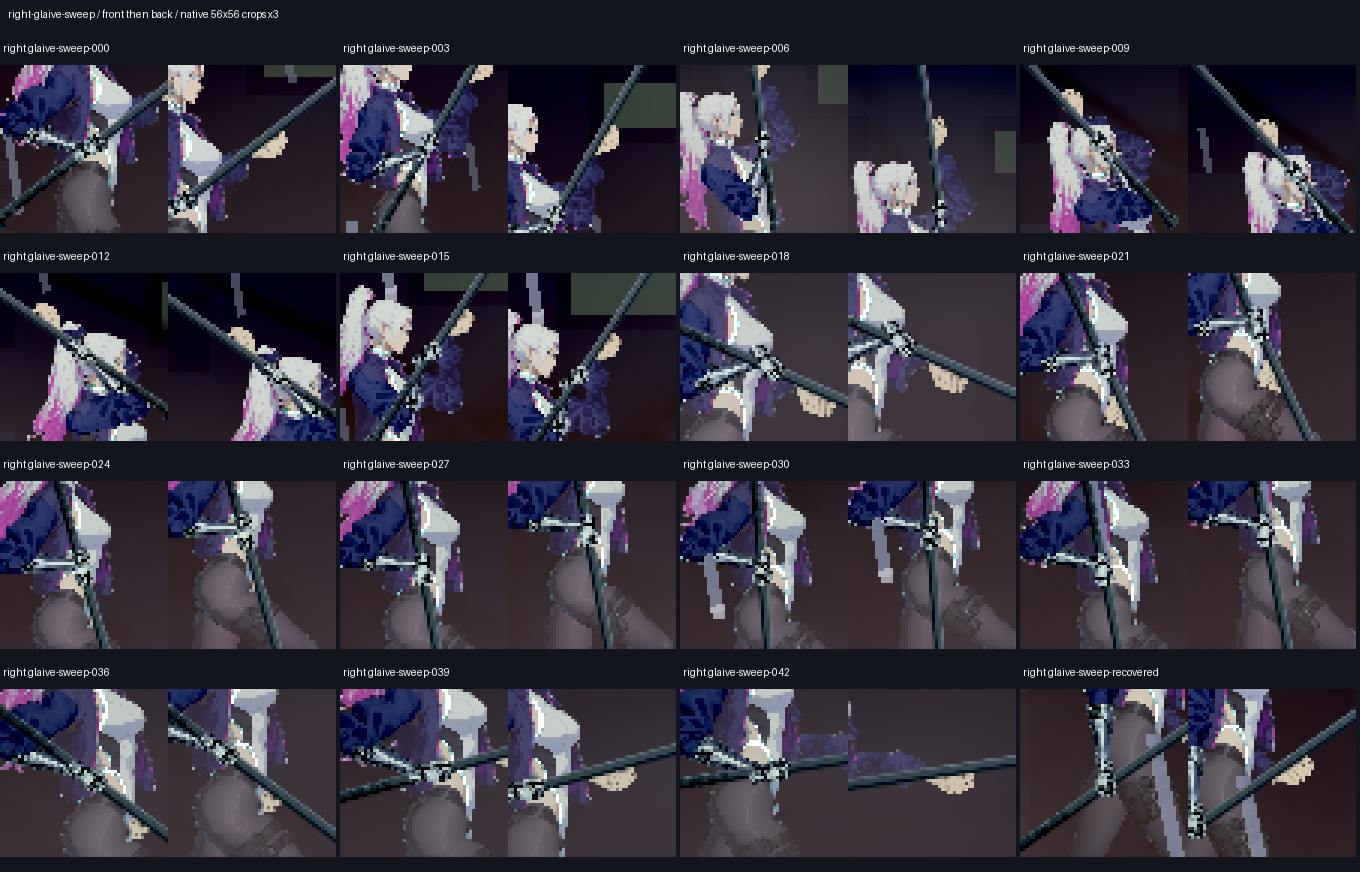 right-glaive-sweep / front then back / native 56x56 crops x3
right glaive-sweep-000
right glaive-sweep-003
right glaive-sweep-006
right glaive-sweep-009
right glaive-sweep-012
right glaive-sweep-015
right glaive-sweep-018
right glaive-sweep-021
right glaive-sweep-024
right glaive-sweep-027
right glaive-sweep-030
right glaive-sweep-033
right glaive-sweep-036
right glaive-sweep-039
right glaive-sweep-042
right glaive-sweep-recovered